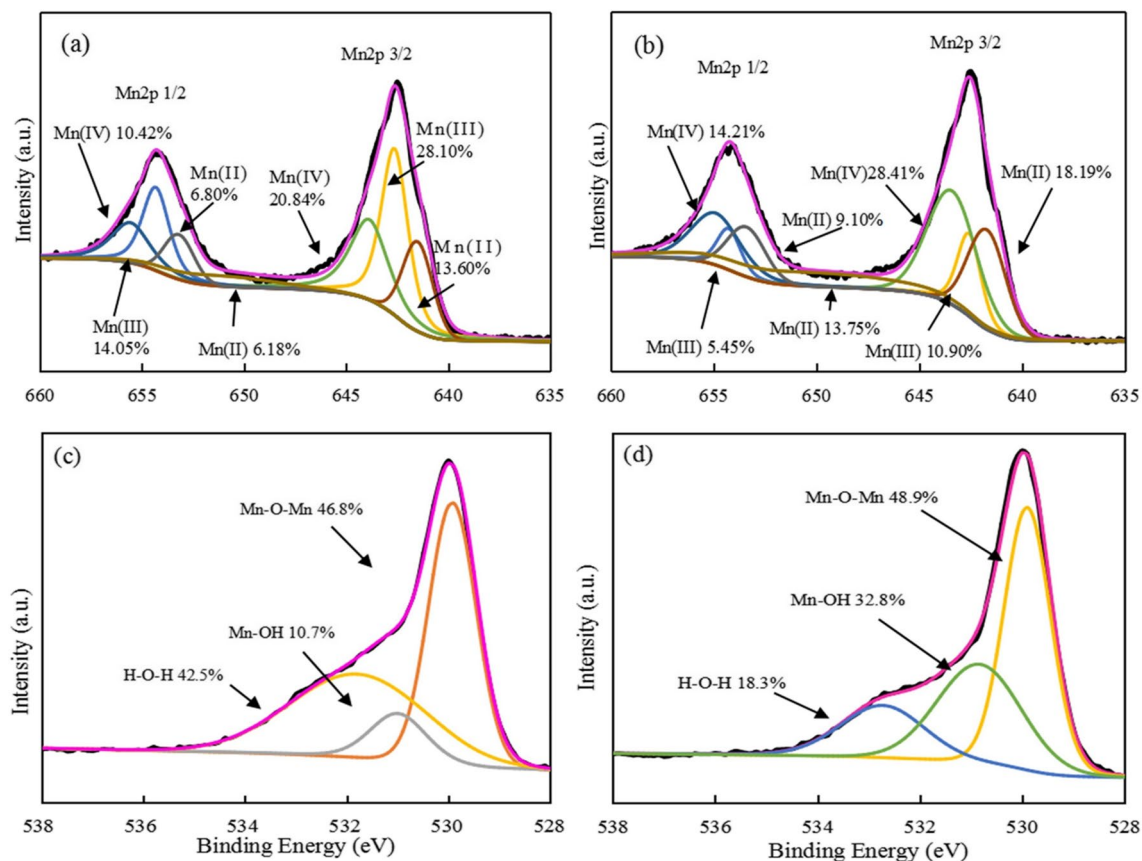 (a)
Mn2p 3/2
Mn2p 1/2
Mn(IV) 10.42%
Mn(II)
6.80%
Mn(IV)
20.84%
Mn(III)
28.10%
Mn(II)
13.60%
Mn(III)
14.05%
Mn(II) 6.18%
Intensity (a.u.)
660 655 650 645 640 635
(b)
Mn2p 3/2
Mn2p 1/2
Mn(IV) 14.21%
Mn(IV)28.41%
Mn(II) 18.19%
Mn(II) 9.10%
Mn(II) 13.75%
Mn(III) 5.45%
Mn(III) 10.90%
Intensity (a.u.)
660 655 650 645 640 635
(c)
Mn-O-Mn 46.8%
Mn-OH 10.7%
H-O-H 42.5%
Intensity (a.u.)
538 536 534 532 530 528
Binding Energy (eV)
(d)
Mn-O-Mn 48.9%
Mn-OH 32.8%
H-O-H 18.3%
Intensity (a.u.)
538 536 534 532 530 528
Binding Energy (eV)